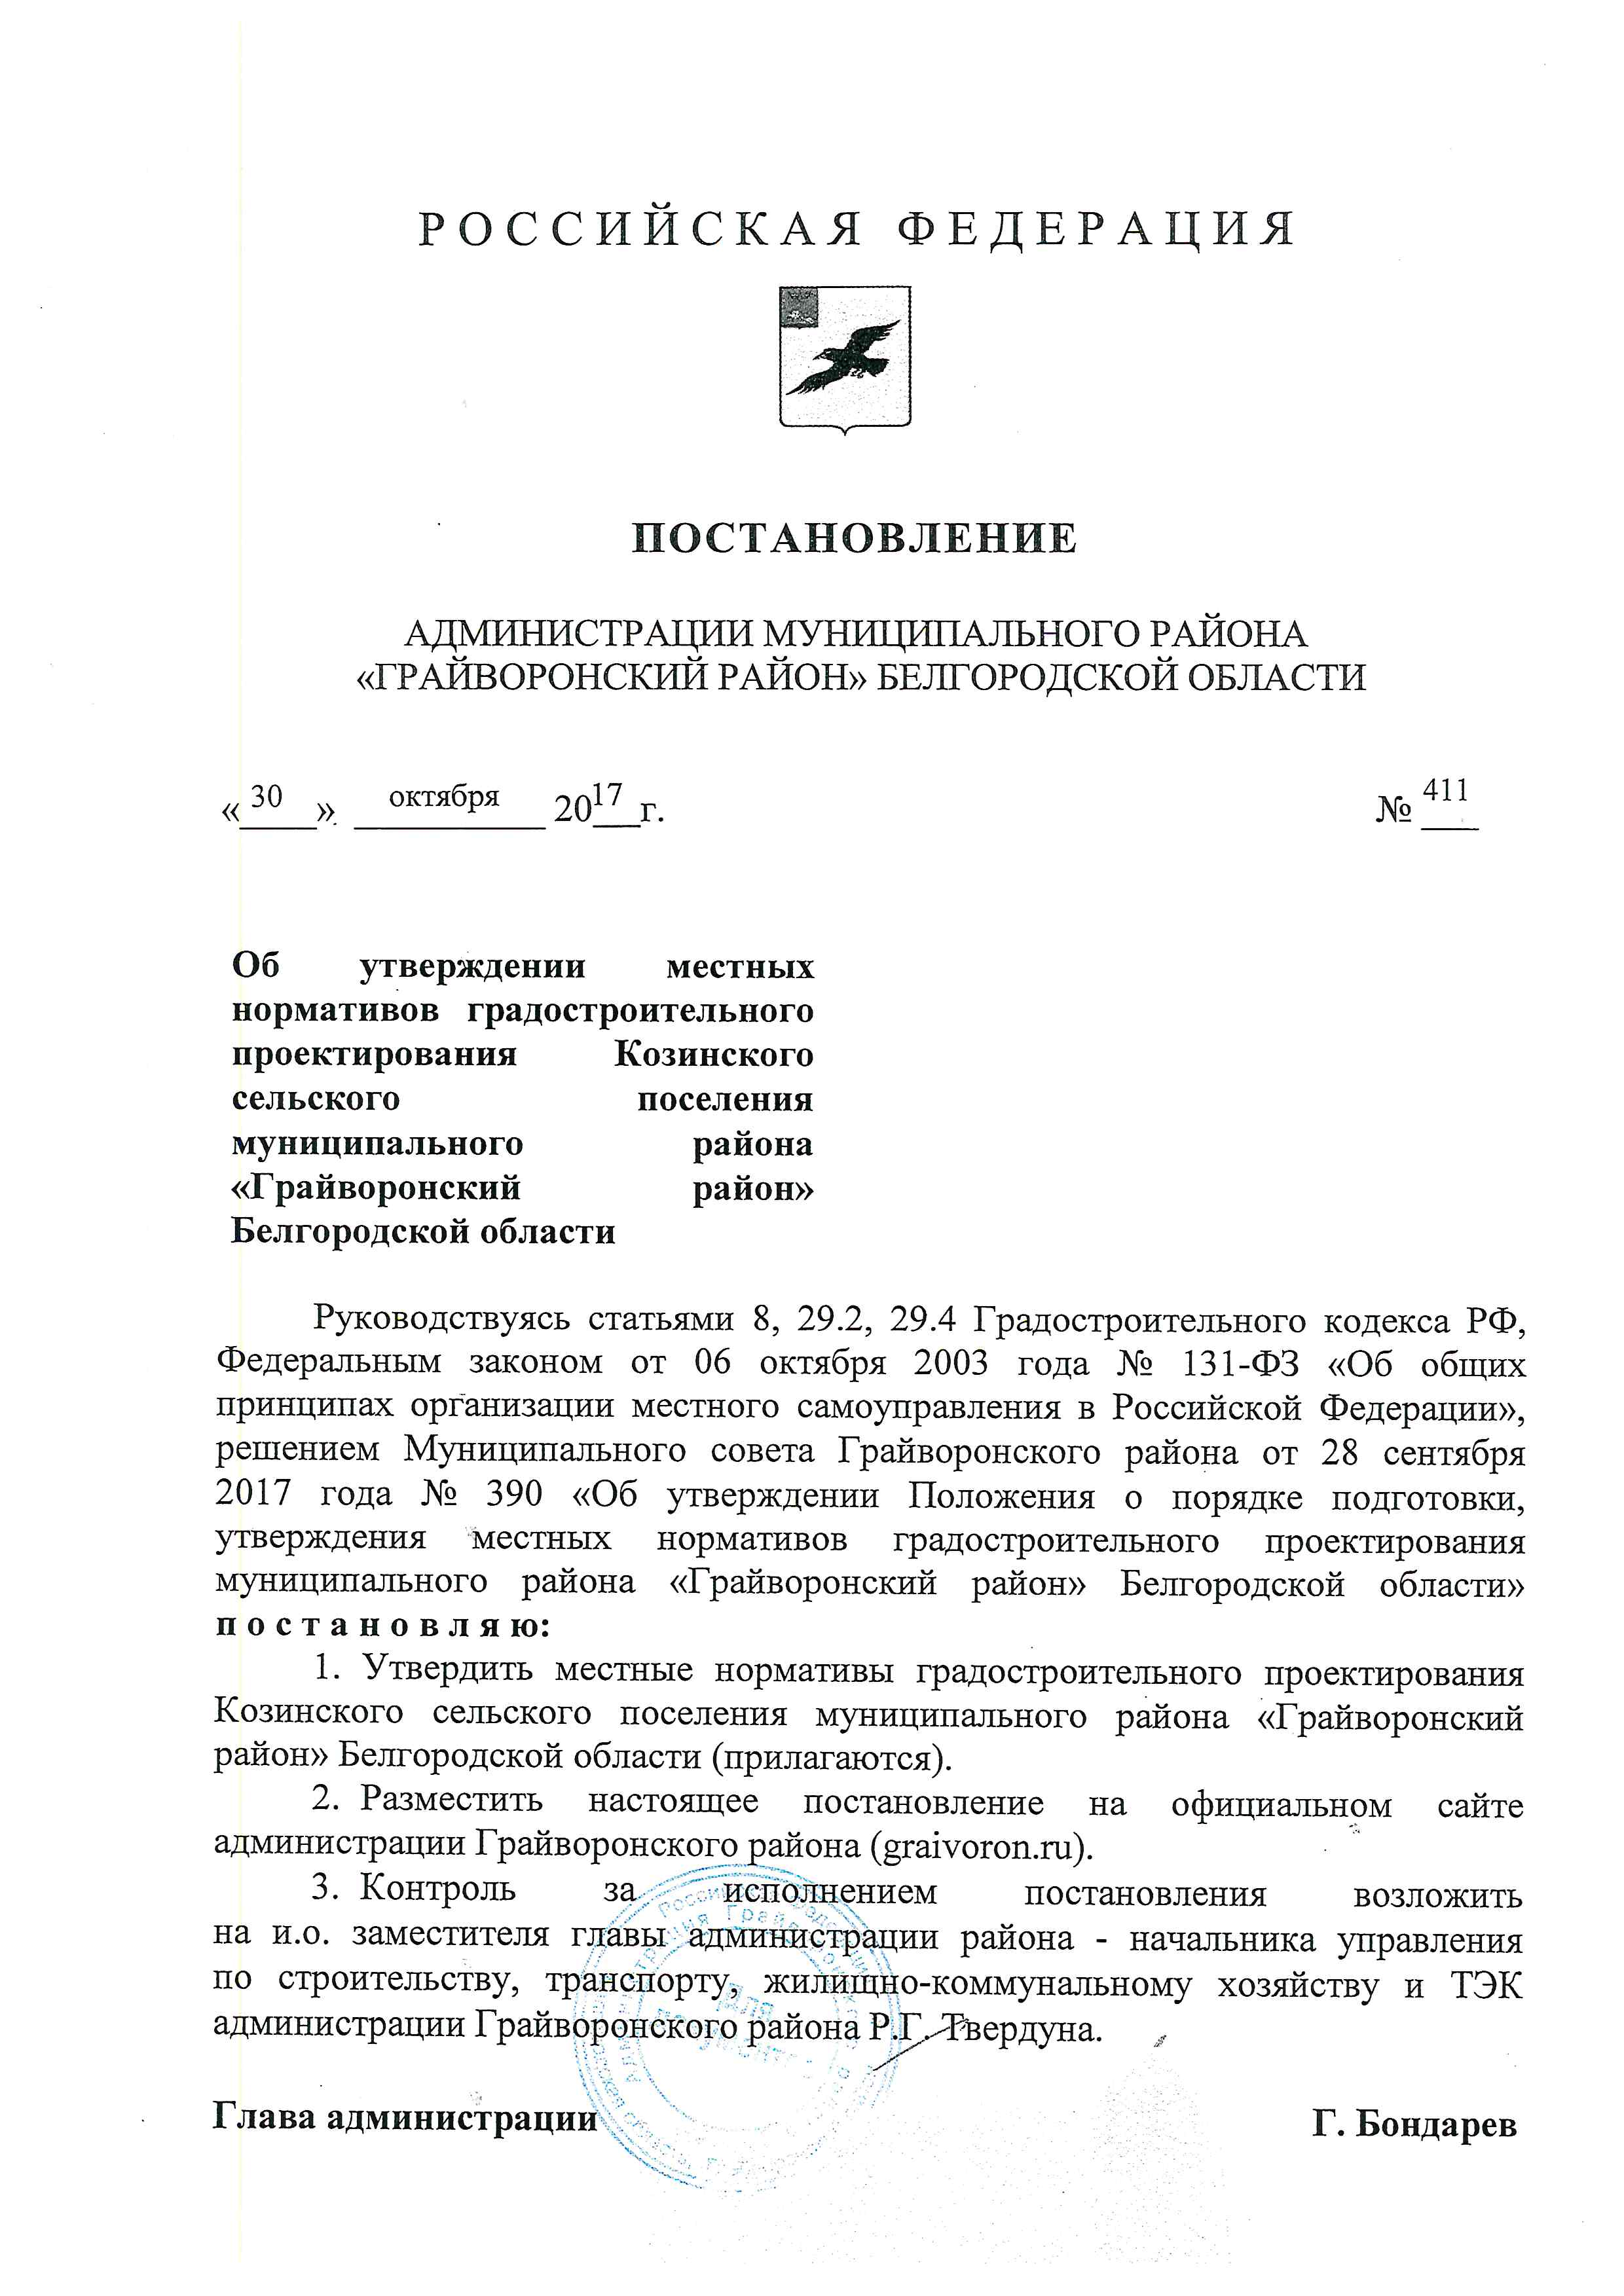 РОССИЙСКАЯ ФЕДЕРАЦИЯ
ПОСТАНОВЛЕНИЕ
АДМИНИСТРАЦИИ МУНИЦИПАЛЬНОГО РАЙОНА
«ГРАЙВОРОНСКИЙ РАЙОН» БЕЛГОРОДСКОЙ ОБЛАСТИ
«30» октября 2017 г. № 411
Об утверждении местных
нормативов градостроительного
проектирования Козинского
сельского поселения
муниципального района
«Грайворонский район»
Белгородской области
Руководствуясь статьями 8, 29.2, 29.4 Градостроительного кодекса РФ,
Федеральным законом от 06 октября 2003 года № 131-ФЗ «Об общих
принципах организации местного самоуправления в Российской Федерации»,
решением Муниципального совета Грайворонского района от 28 сентября
2017 года № 390 «Об утверждении Положения о порядке подготовки,
утверждения местных нормативов градостроительного проектирования
муниципального района «Грайворонский район» Белгородской области»
п о с т а н о в л я ю:
1. Утвердить местные нормативы градостроительного проектирования
Козинского сельского поселения муниципального района «Грайворонский
район» Белгородской области (прилагаются).
2. Разместить настоящее постановление на официальном сайте
администрации Грайворонского района (graivoron.ru).
3. Контроль за исполнением постановления возложить
на и.о. заместителя главы администрации района - начальника управления
по строительству, транспорту, жилищно-коммунальному хозяйству и ТЭК
администрации Грайворонского района Р.Г. Твердуна.
Для
Глава администрации Г. Бондарев